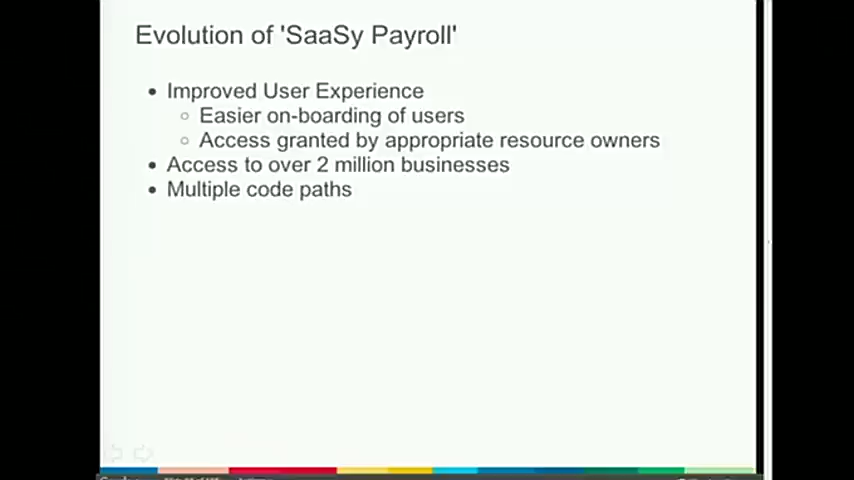 Evolution of 'SaaSy Payroll'
• Improved User Experience
○ Easier on-boarding of users
○ Access granted by appropriate resource owners
• Access to over 2 million businesses
• Multiple code paths